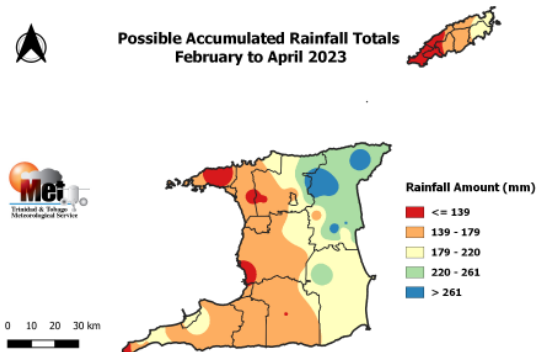 Possible Accumulated Rainfall Totals
February to April 2023
Met
Trinidad & Tobago
Meteorological Service
Rainfall Amount (mm)
<= 139
139 - 179
179 - 220
220 - 261
> 261
0 10 20 30 km